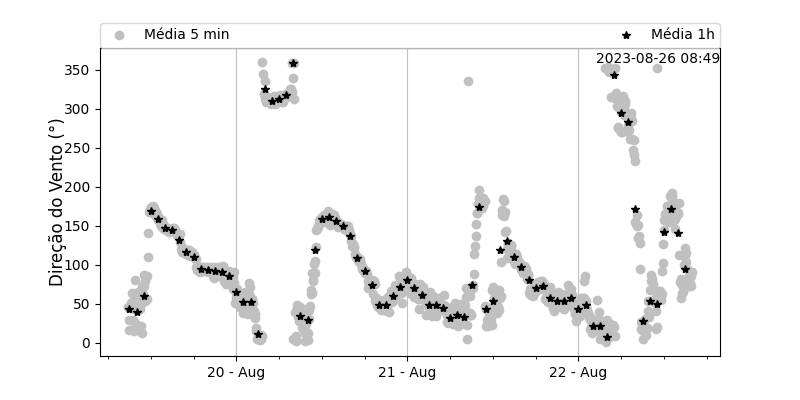 Média 5 min
Média 1h
2023-08-26 08:49
Direção do Vento (°)
350
300
250
200
150
100
50
0
20 - Aug
21 - Aug
22 - Aug